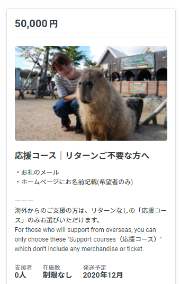 50,000 円
応援コース｜リターンご不要な方へ
・お礼のメール
・ホームページにお名前記載(希望者のみ)
----
海外からのご支援の方は、リターンなしの「応援コー
ス」のみお選びいただけます。
For those who will support from overseas, you can
only choose these "Support courses（応援コース）"
which don't include any merchandise or ticket.
支援者 在庫数 発送予定
0人 制限なし 2020年12月